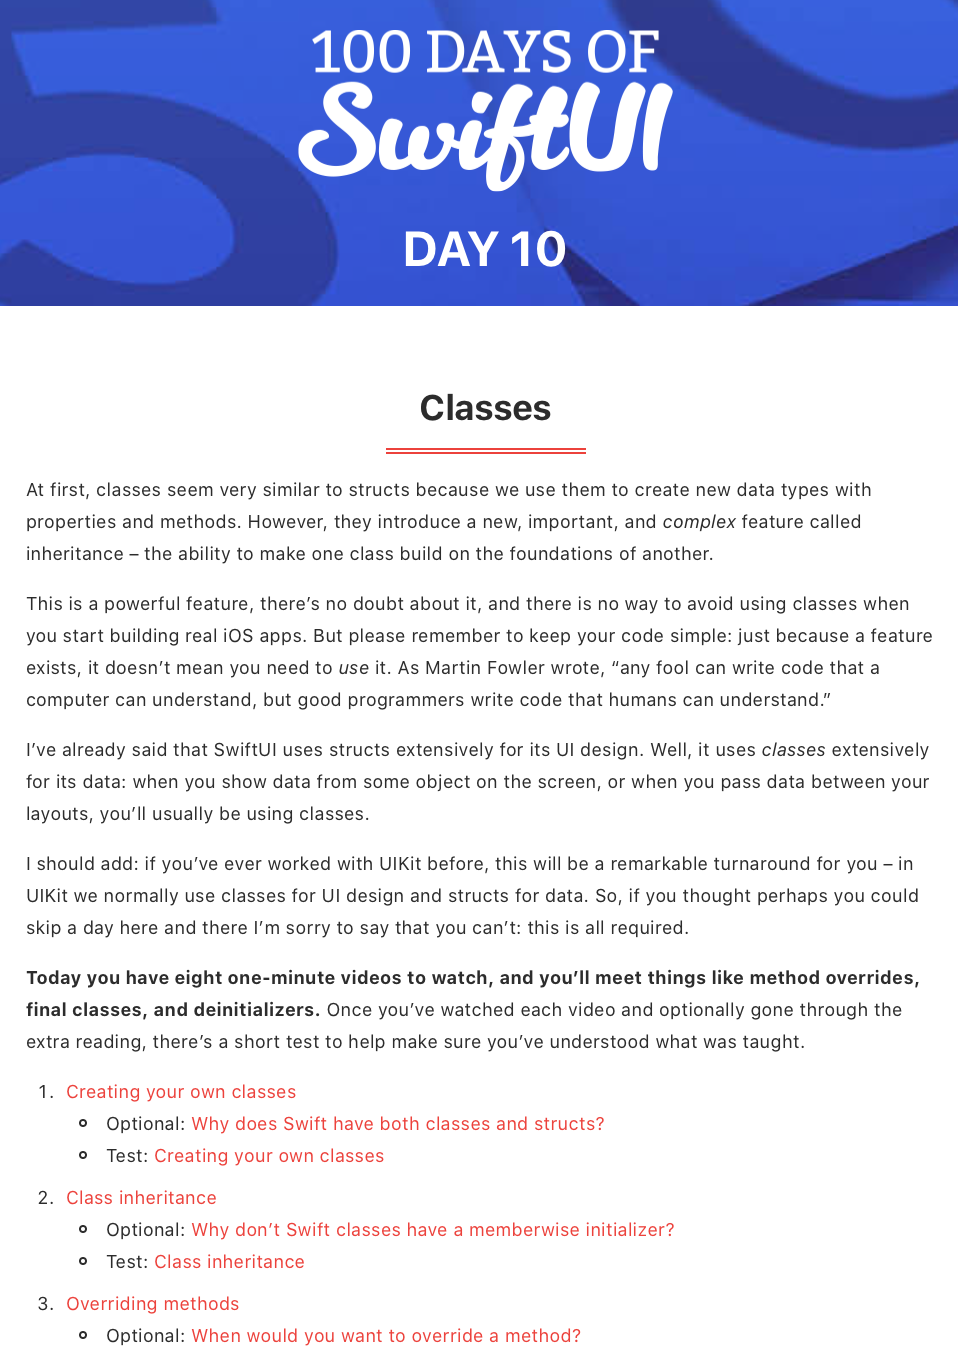 100 DAYS OF
SwiftUI
DAY 10
Classes
At first, classes seem very similar to structs because we use them to create new data types with
properties and methods. However, they introduce a new, important, and complex feature called
inheritance – the ability to make one class build on the foundations of another.
This is a powerful feature, there’s no doubt about it, and there is no way to avoid using classes when
you start building real iOS apps. But please remember to keep your code simple: just because a feature
exists, it doesn’t mean you need to use it. As Martin Fowler wrote, “any fool can write code that a
computer can understand, but good programmers write code that humans can understand.”
I’ve already said that SwiftUI uses structs extensively for its UI design. Well, it uses classes extensively
for its data: when you show data from some object on the screen, or when you pass data between your
layouts, you’ll usually be using classes.
I should add: if you’ve ever worked with UIKit before, this will be a remarkable turnaround for you – in
UIKit we normally use classes for UI design and structs for data. So, if you thought perhaps you could
skip a day here and there I’m sorry to say that you can’t: this is all required.
Today you have eight one-minute videos to watch, and you’ll meet things like method overrides,
final classes, and deinitializers. Once you’ve watched each video and optionally gone through the
extra reading, there’s a short test to help make sure you’ve understood what was taught.
1. Creating your own classes
Optional: Why does Swift have both classes and structs?
Test: Creating your own classes
2. Class inheritance
Optional: Why don’t Swift classes have a memberwise initializer?
Test: Class inheritance
3. Overriding methods
Optional: When would you want to override a method?